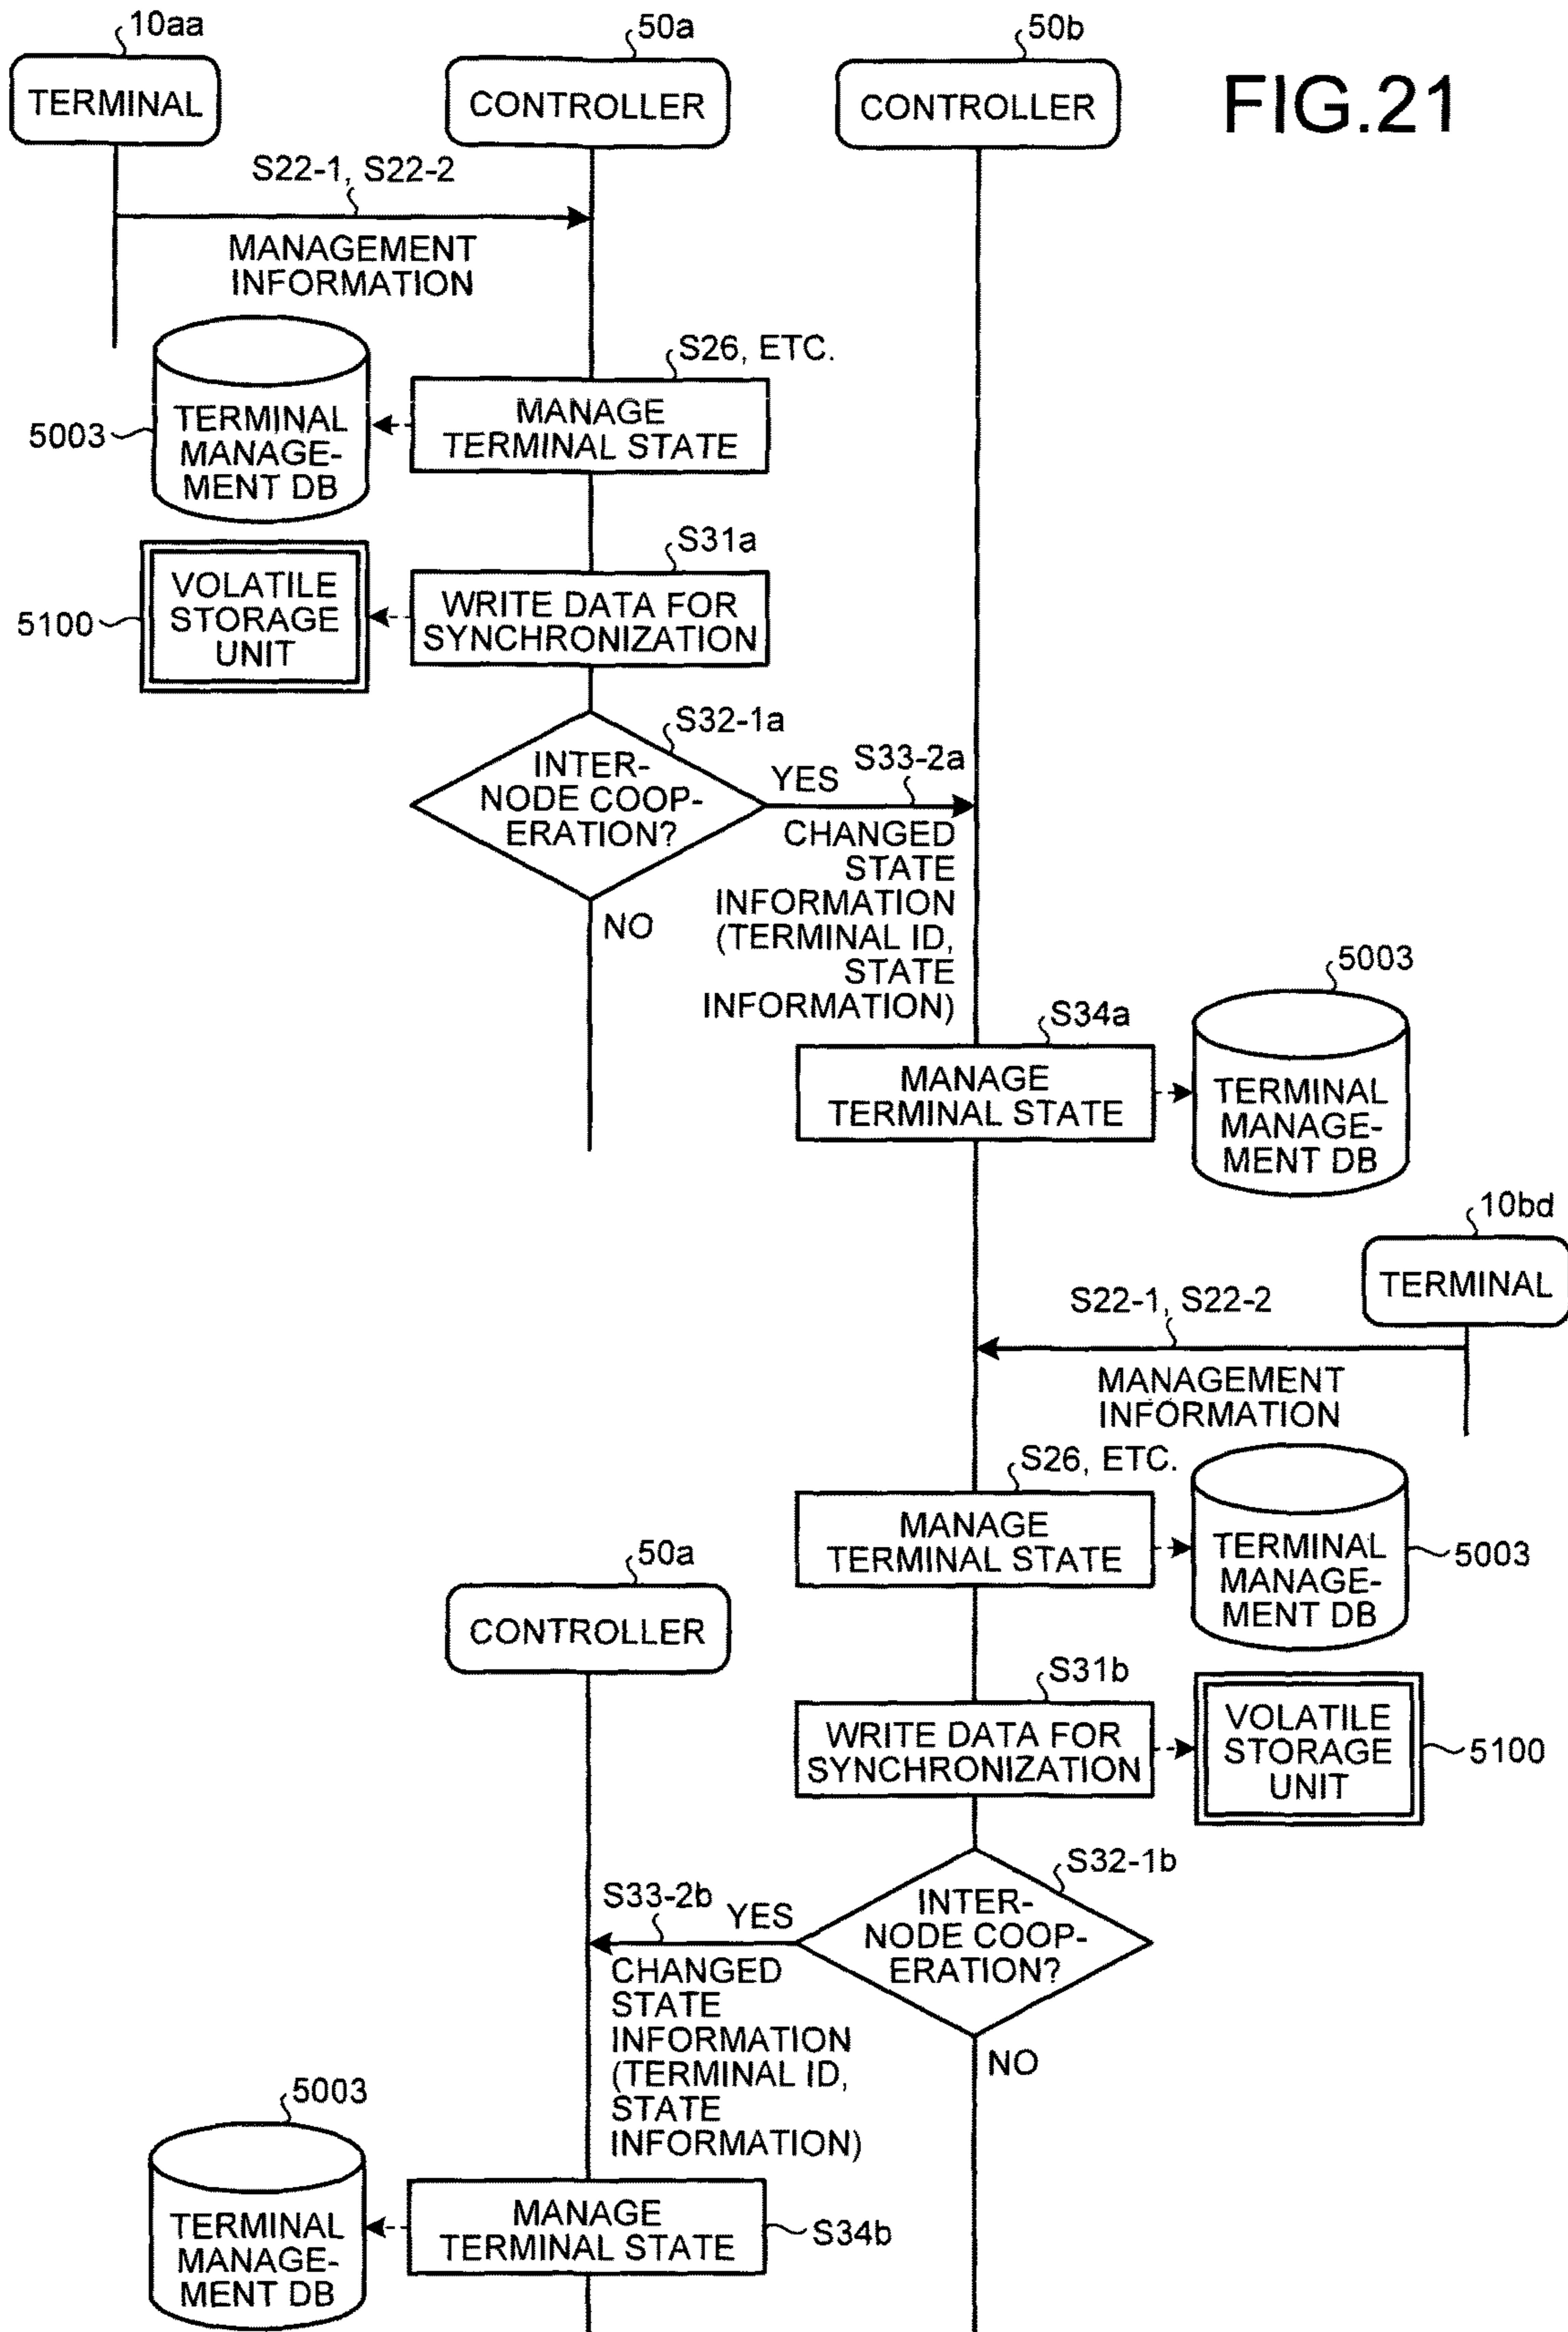 10aa
50a
50b
FIG.21
TERMINAL
CONTROLLER
CONTROLLER
S22-1, S22-2
MANAGEMENT
INFORMATION
S26, ETC.
5003
TERMINAL
MANAGE-
MENT DB
MANAGE
TERMINAL STATE
S31a
5100
VOLATILE
STORAGE
UNIT
WRITE DATA FOR
SYNCHRONIZATION
S32-1a
INTER-
NODE COOP-
ERATION?
YES
S33-2a
CHANGED
STATE
INFORMATION
(TERMINAL ID,
STATE
INFORMATION)
NO
S34a
5003
MANAGE
TERMINAL STATE
TERMINAL
MANAGE-
MENT DB
10bd
TERMINAL
S22-1, S22-2
MANAGEMENT
INFORMATION
S26, ETC.
MANAGE
TERMINAL STATE
TERMINAL
MANAGE-
MENT DB
5003
50a
CONTROLLER
S31b
WRITE DATA FOR
SYNCHRONIZATION
VOLATILE
STORAGE
UNIT
5100
S32-1b
INTER-
NODE COOP-
ERATION?
S33-2b
YES
CHANGED
STATE
INFORMATION
(TERMINAL ID,
STATE
INFORMATION)
NO
5003
TERMINAL
MANAGE-
MENT DB
MANAGE
TERMINAL STATE
S34b